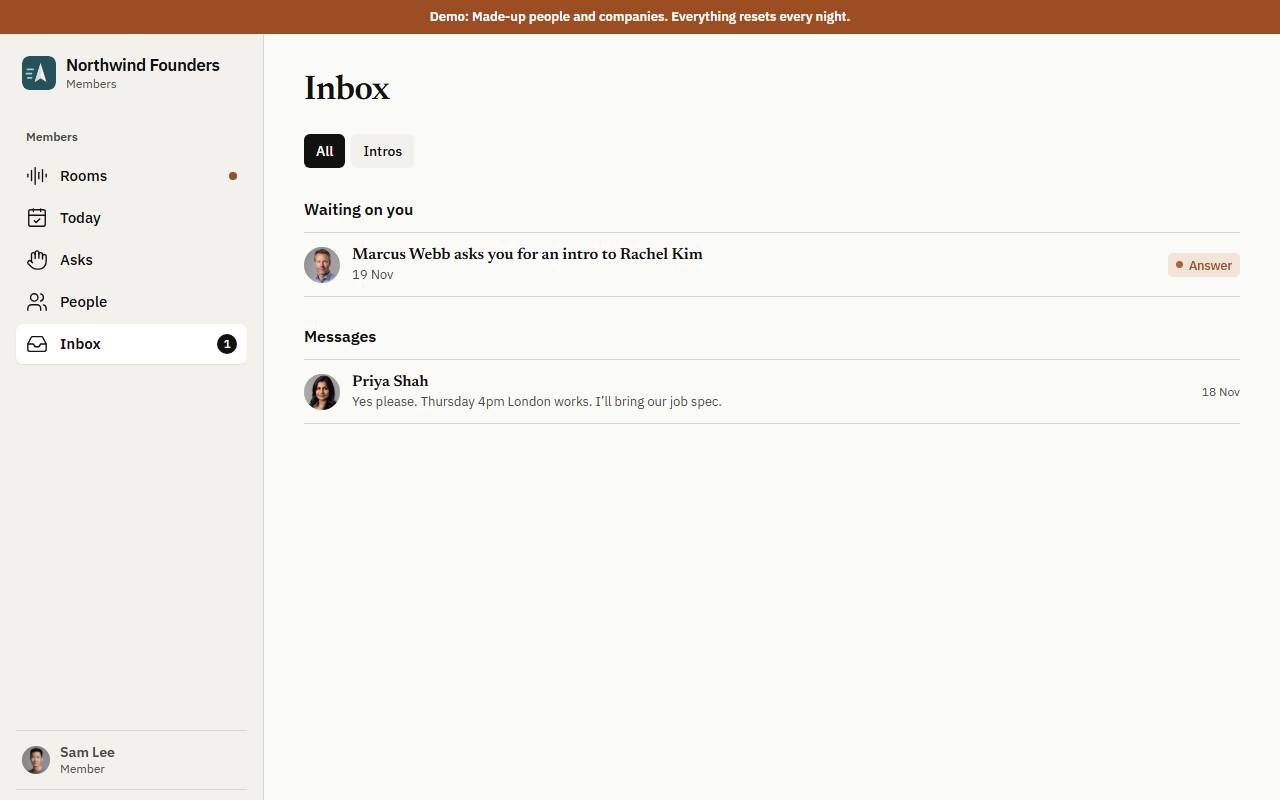 Demo: Made-up people and companies. Everything resets every night.
Northwind Founders
Members
Members
Rooms
Today
Asks
People
Inbox
1
Sam Lee
Member
Inbox
All
Intros
Waiting on you
Marcus Webb asks you for an intro to Rachel Kim
19 Nov
Answer
Messages
Priya Shah
Yes please. Thursday 4pm London works. I’ll bring our job spec.
18 Nov